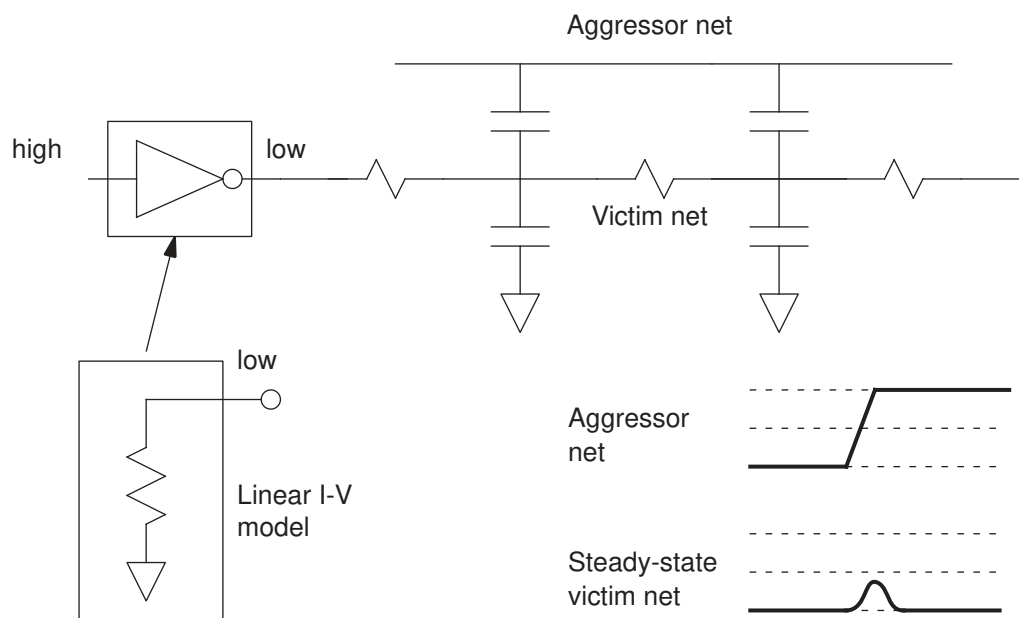 Aggressor net
high
low
Victim net
low
Linear I-V
model
Aggressor
net
Steady-state
victim net